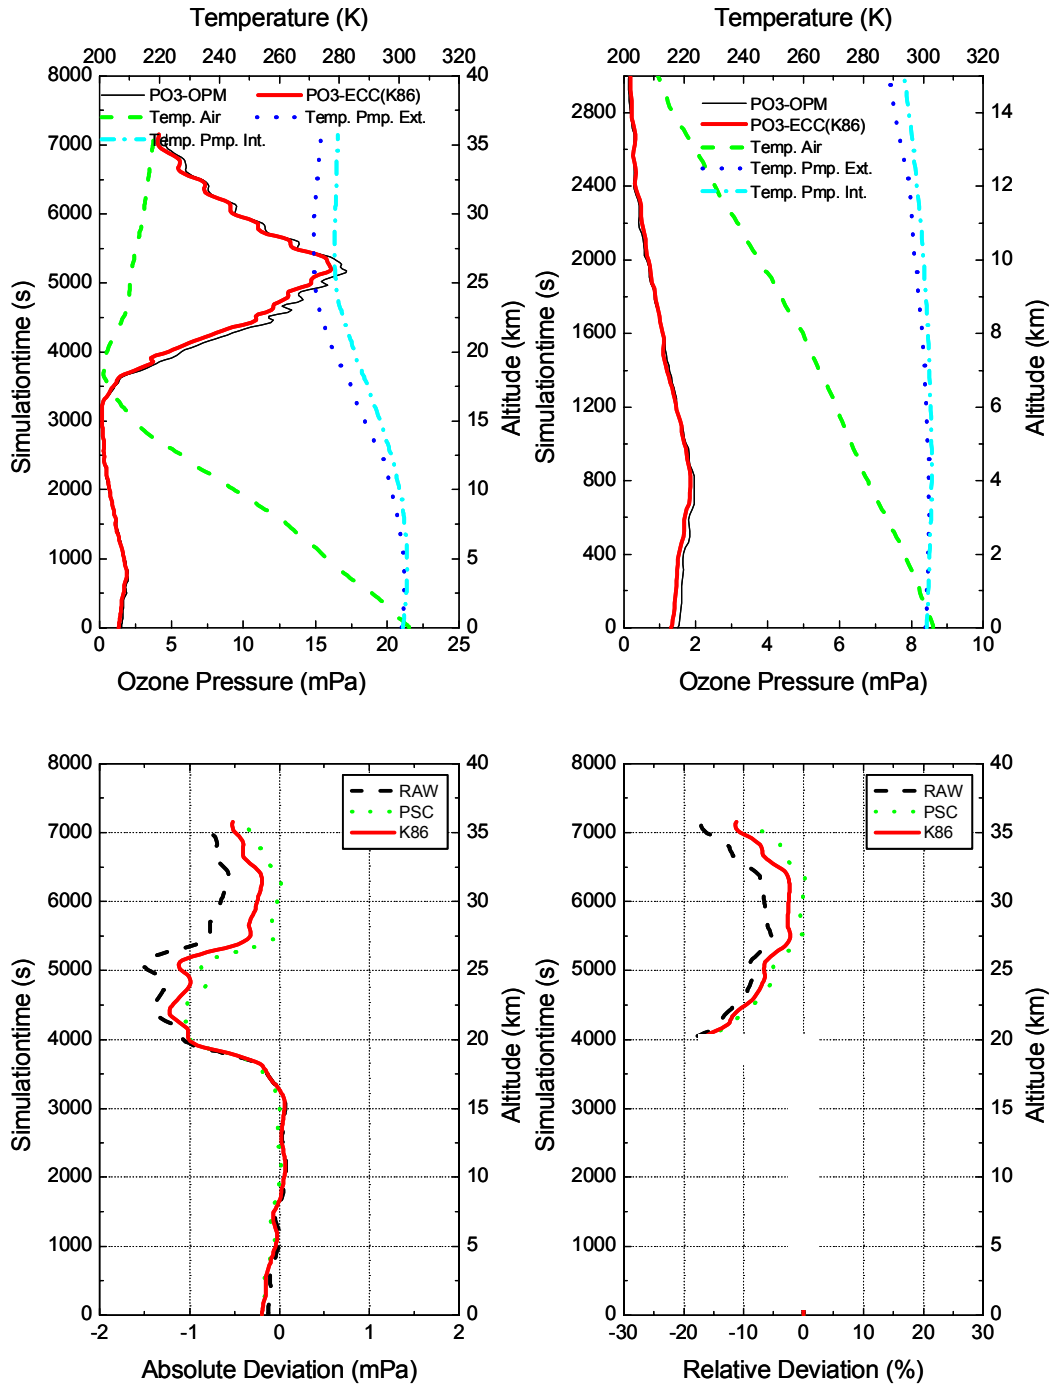 Temperature (K)
200 220 240 260 280 300 320
8000
7000
6000
5000
4000
3000
2000
1000
0
Simulationtime (s)
PO3-OPM
PO3-ECC(K86)
Temp. Air
Temp. Pmp. Ext.
Temp. Pmp. Int.
40
35
30
25
20
15
10
5
0
Altitude (km)
0 5 10 15 20 25
Ozone Pressure (mPa)
Temperature (K)
200 220 240 260 280 300 320
2800
2400
2000
1600
1200
800
400
0
Simulationtime (s)
PO3-OPM
PO3-ECC(K86)
Temp. Air
Temp. Pmp. Ext.
Temp. Pmp. Int.
14
12
10
8
6
4
2
0
Altitude (km)
0 2 4 6 8 10
Ozone Pressure (mPa)
8000
7000
6000
5000
4000
3000
2000
1000
0
Simulationtime (s)
RAW
PSC
K86
40
35
30
25
20
15
10
5
0
Altitude (km)
-2 -1 0 1 2
Absolute Deviation (mPa)
8000
7000
6000
5000
4000
3000
2000
1000
0
Simulationtime (s)
RAW
PSC
K86
40
35
30
25
20
15
10
5
0
Altitude (km)
-30 -20 -10 0 10 20 30
Relative Deviation (%)